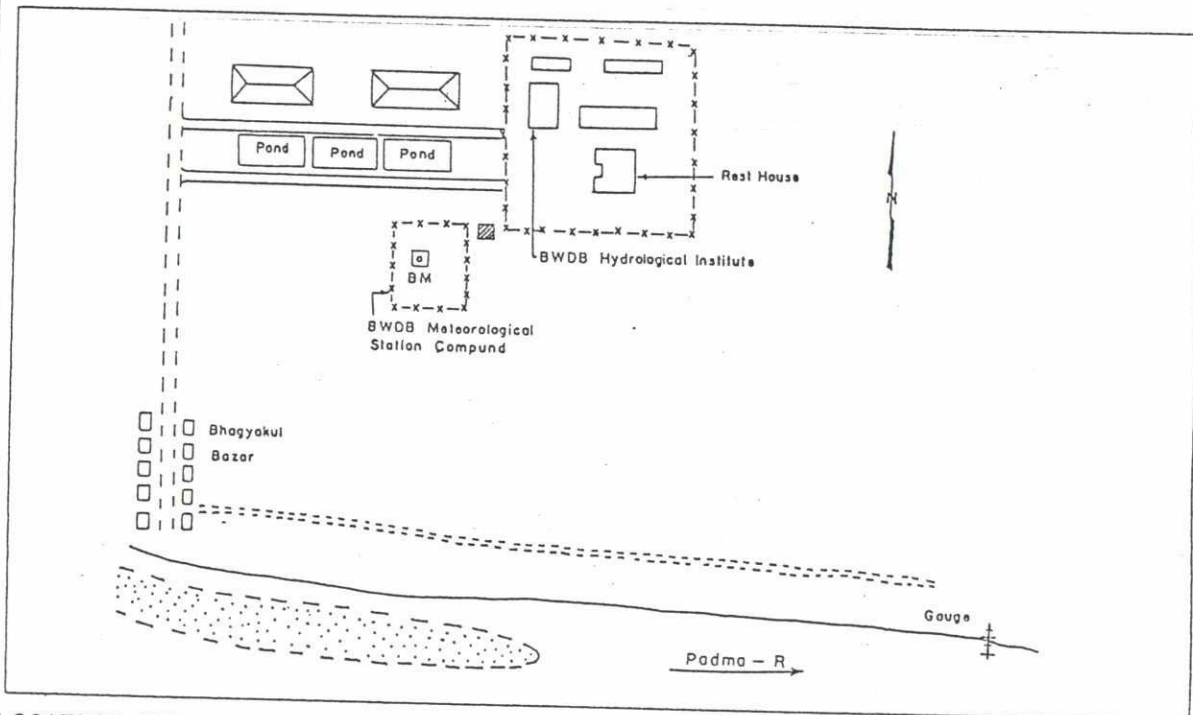 Pond
Pond
Pond
Rest House
N
BWDB Hydrological Institute
BM
BWDB Meteorological
Station Compund
Bhagyakul
Bazar
Gauge
Padma - R